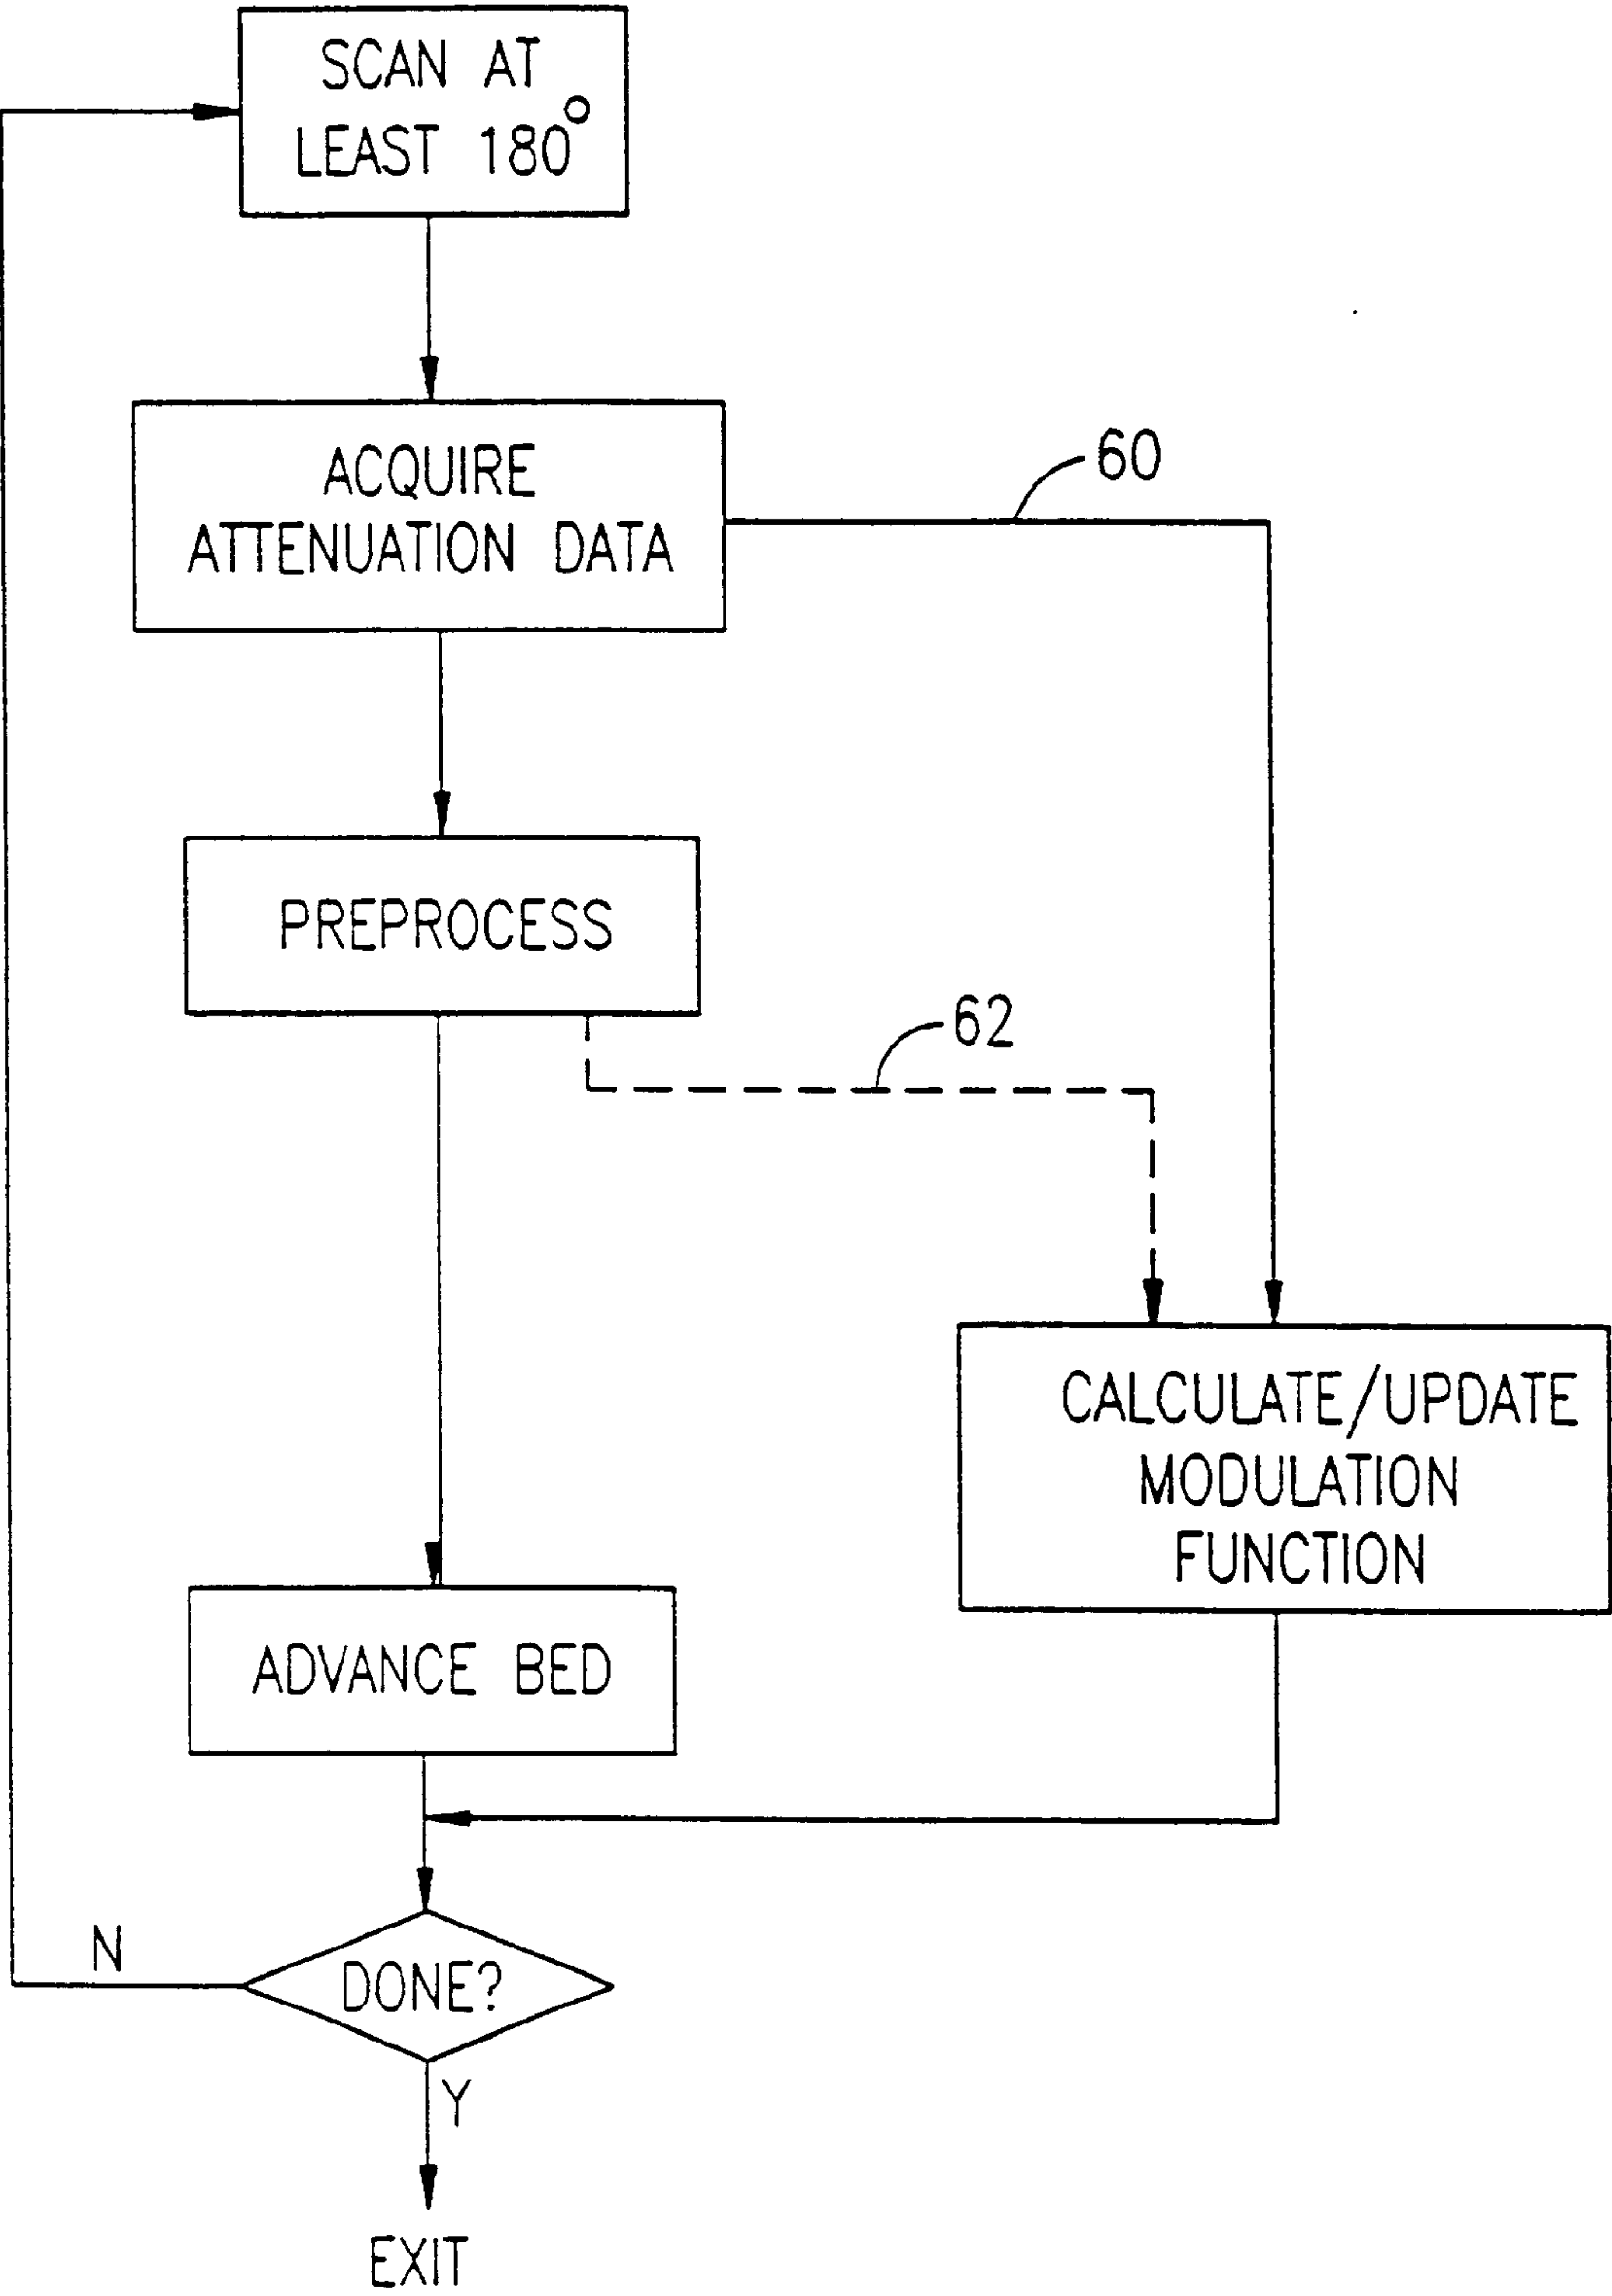 SCAN AT
LEAST 180°
ACQUIRE
ATTENUATION DATA
60
PREPROCESS
62
CALCULATE/UPDATE
MODULATION
FUNCTION
ADVANCE BED
N
DONE?
Y
EXIT